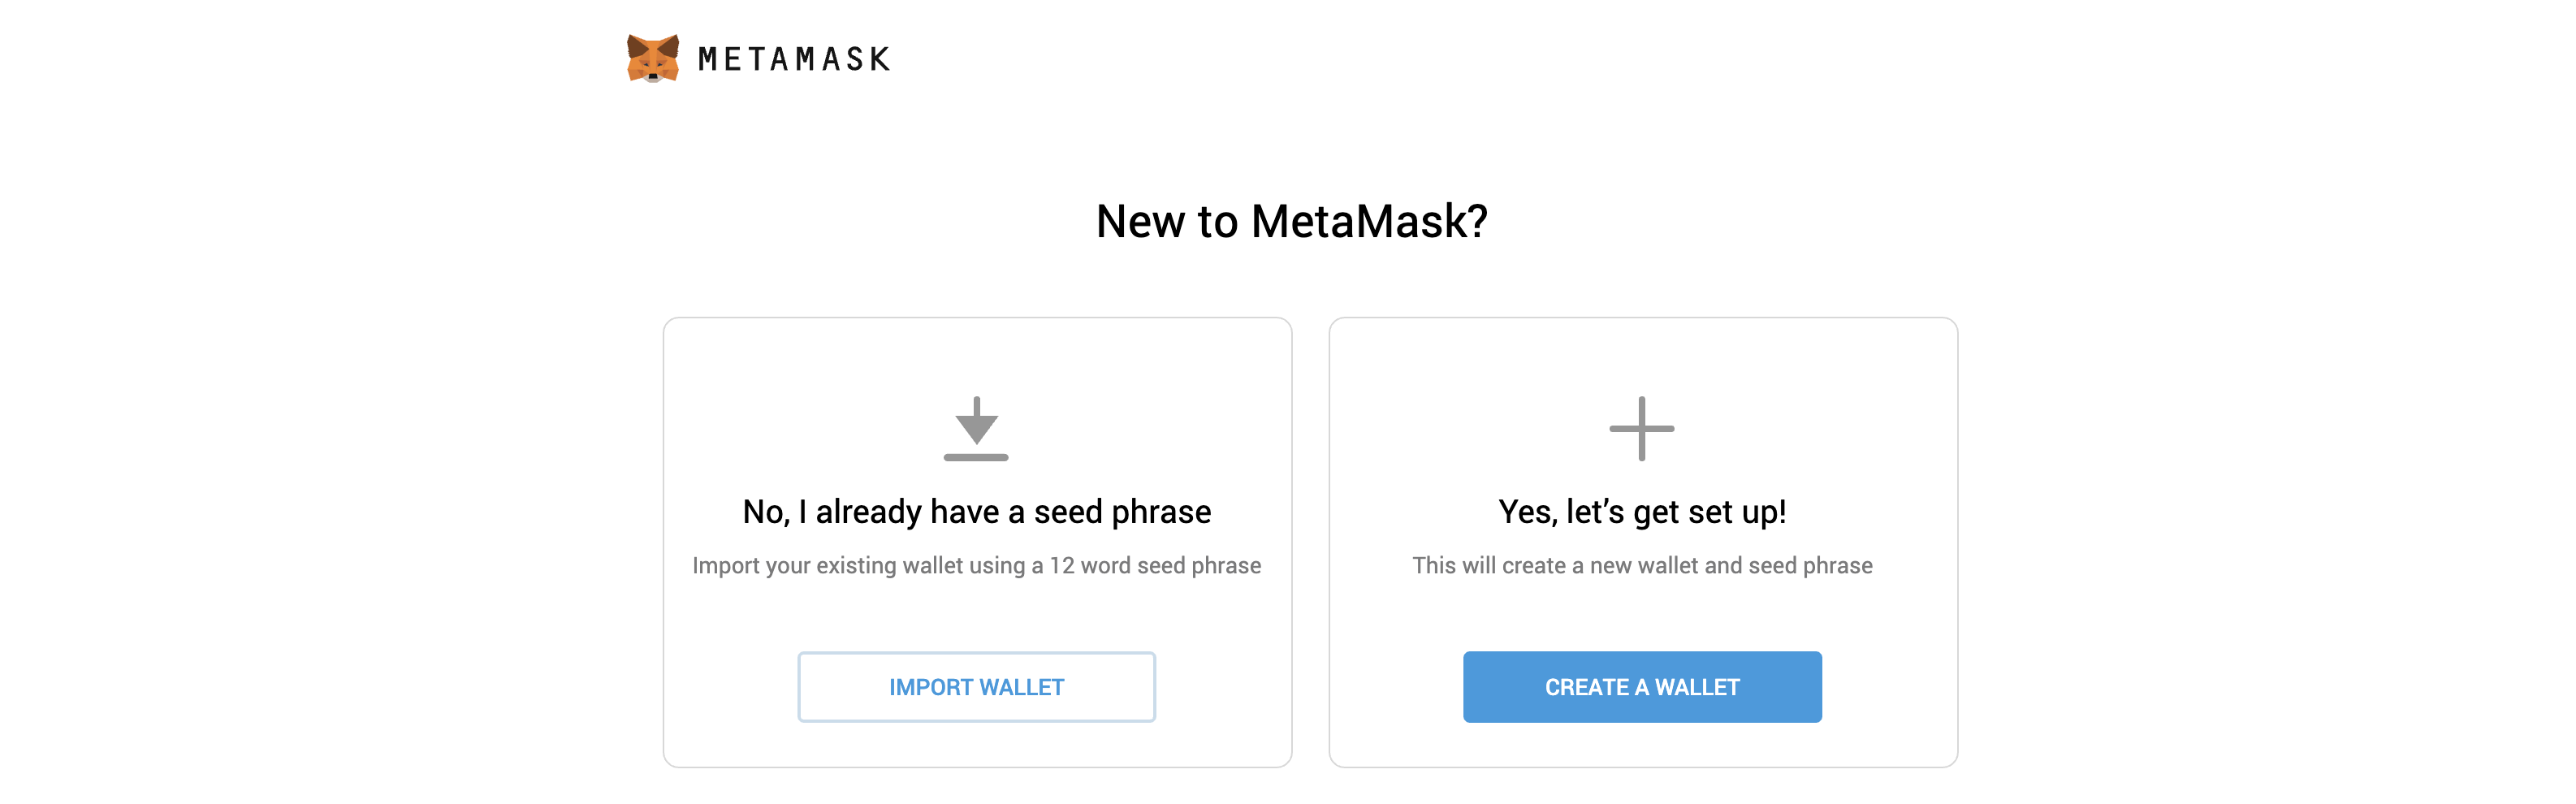 METAMASK
New to MetaMask?
No, I already have a seed phrase
Import your existing wallet using a 12 word seed phrase
IMPORT WALLET
Yes, let’s get set up!
This will create a new wallet and seed phrase
CREATE A WALLET